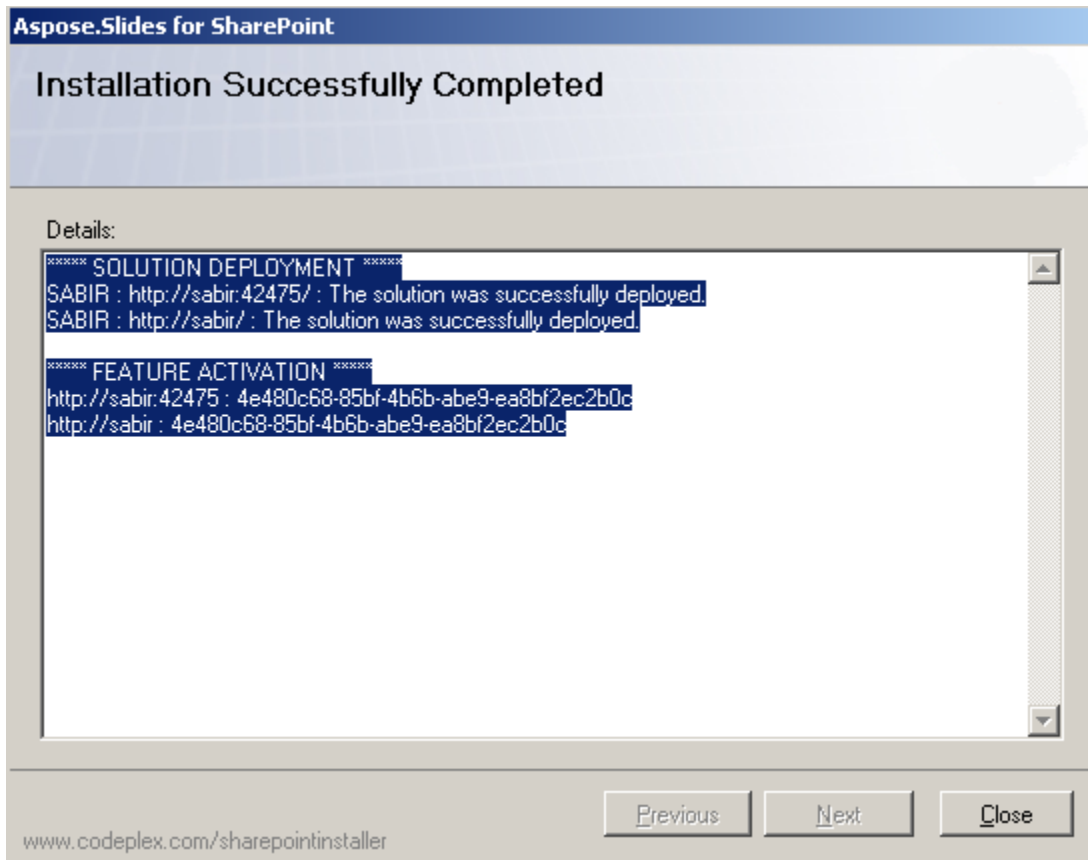 Aspose.Slides for SharePoint
Installation Successfully Completed
Details:
***** SOLUTION DEPLOYMENT *****
SABIR : http://sabir:42475/ : The solution was successfully deployed.
SABIR : http://sabir/ : The solution was successfully deployed.
***** FEATURE ACTIVATION *****
http://sabir:42475 : 4e480c68-85bf-4b6b-abe9-ea8bf2ec2b0c
http://sabir : 4e480c68-85bf-4b6b-abe9-ea8bf2ec2b0c
Previous Next Close
www.codeplex.com/sharepointinstaller